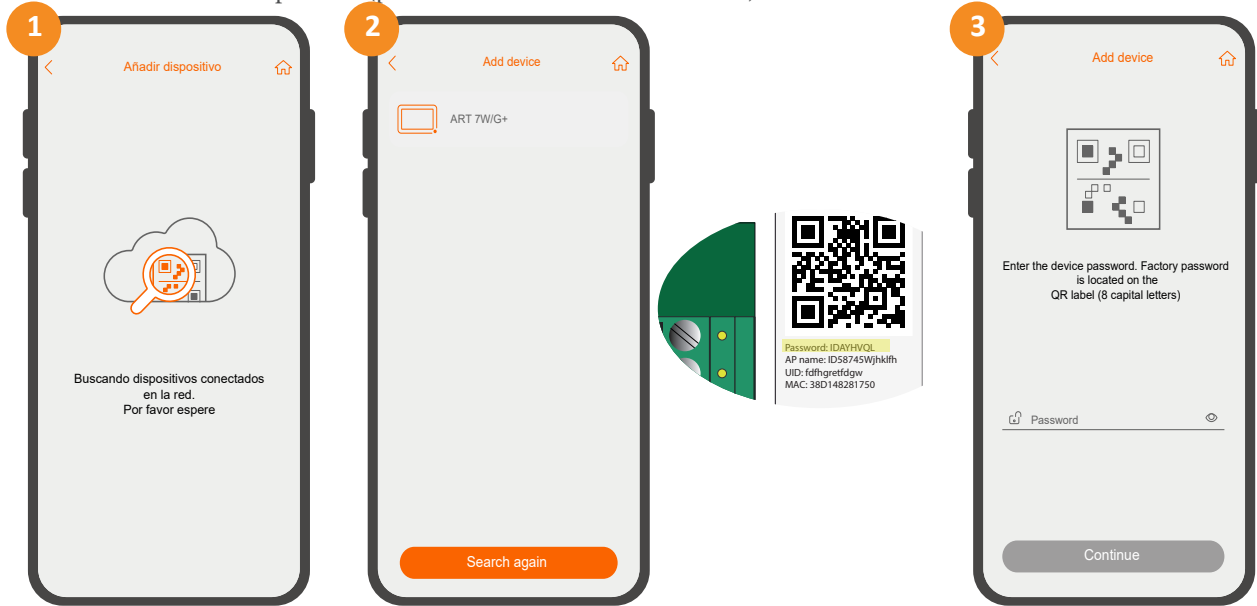 1
Añadir dispositivo
Buscando dispositivos conectados
en la red.
Por favor espere
2
Add device
ART 7W/G+
Search again
Password: IDAYHVQL
AP name: ID58745Wjhklfh
UID: fdfhgretfdgw
MAC: 38D148281750
3
Add device
Enter the device password. Factory password
is located on the
QR label (8 capital letters)
Password
Continue